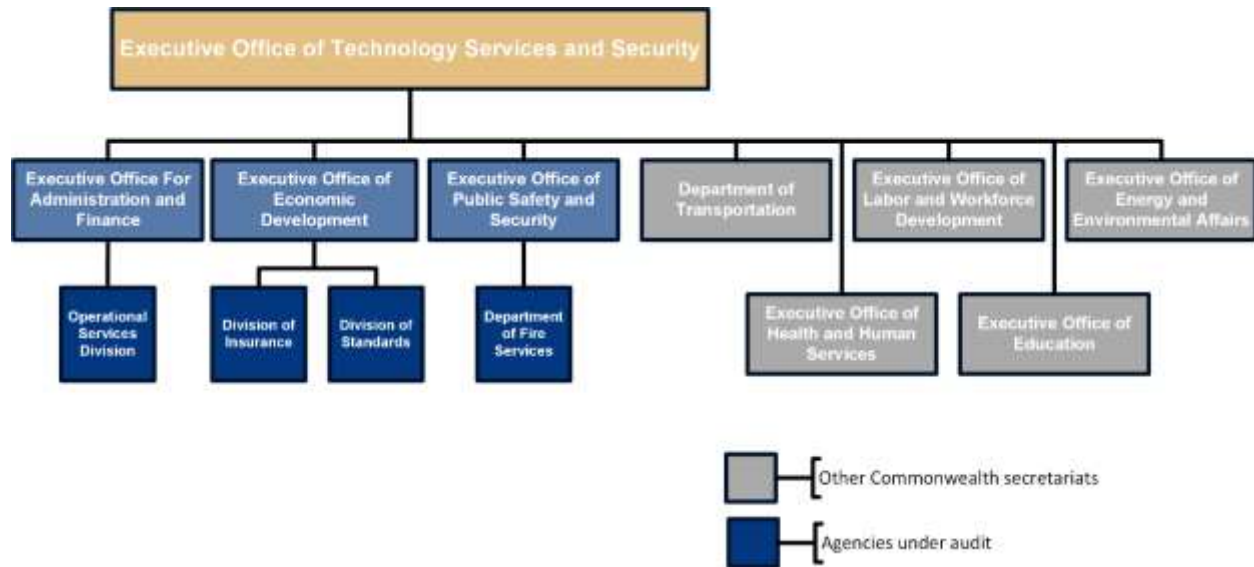 Executive Office of Technology Services and Security
Executive Office For
Administration and
Finance
Executive Office of
Economic
Development
Executive Office of
Public Safety and
Security
Department of
Transportation
Executive Office of
Labor and Workforce
Development
Executive Office of
Energy and
Environmental Affairs
Operational
Services
Division
Division of
Insurance
Division of
Standards
Department
of Fire
Services
Executive Office of
Health and Human
Services
Executive Office of
Education
Other Commonwealth secretariats
Agencies under audit